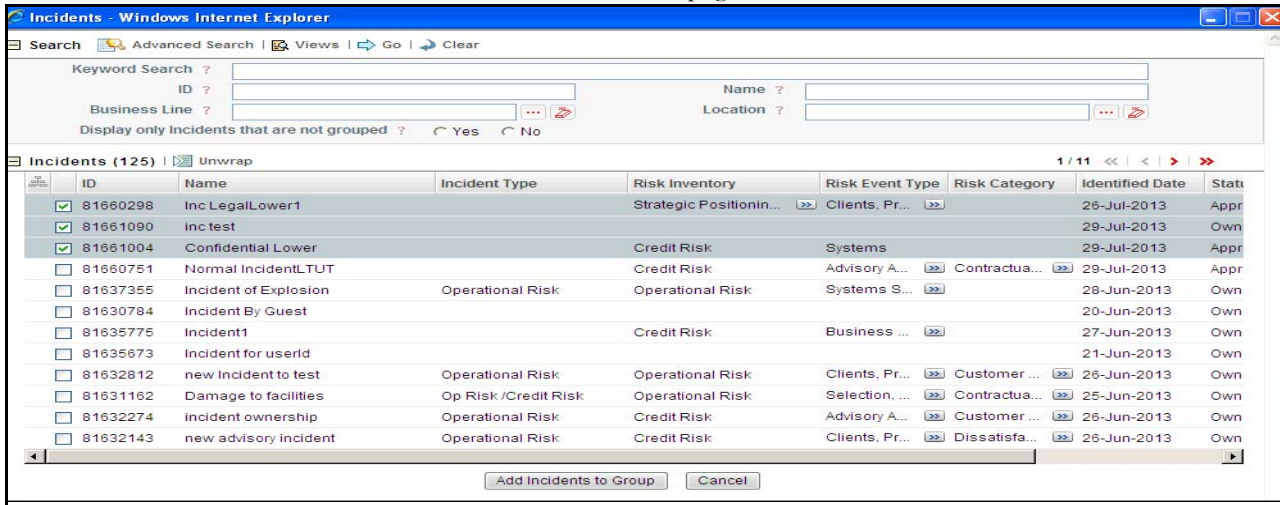 Incidents - Windows Internet Explorer
Search Advanced Search | Views | Go | Clear
Keyword Search ?
ID ? Name ?
Business Line ? ... Location ? ...
Display only Incidents that are not grouped ? Yes No
Incidents (125) | Unwrap 1 / 11 << | < | > | >>
ID Name Incident Type Risk Inventory Risk Event Type Risk Category Identified Date Statu
81660298 Inc LegalLower1 Strategic Positionin... >> Clients, Pr... >> 26-Jul-2013 Appr
81661090 inc test 29-Jul-2013 Own
81661004 Confidential Lower Credit Risk Systems 29-Jul-2013 Appr
81660751 Normal IncidentLTUT Credit Risk Advisory A... >> Contractua... >> 29-Jul-2013 Appr
81637355 Incident of Explosion Operational Risk Operational Risk Systems S... >> 28-Jun-2013 Own
81630784 Incident By Guest 20-Jun-2013 Own
81635775 Incident1 Credit Risk Business ... >> 27-Jun-2013 Own
81635673 Incident for userId 21-Jun-2013 Own
81632812 new Incident to test Operational Risk Operational Risk Clients, Pr... >> Customer ... >> 26-Jun-2013 Own
81631162 Damage to facilities Op Risk /Credit Risk Operational Risk Selection, ... >> Contractua... >> 25-Jun-2013 Own
81632274 incident ownership Operational Risk Credit Risk Advisory A... >> Customer ... >> 26-Jun-2013 Own
81632143 new advisory incident Operational Risk Credit Risk Clients, Pr... >> Dissatisfa... >> 26-Jun-2013 Own
Add Incidents to Group Cancel